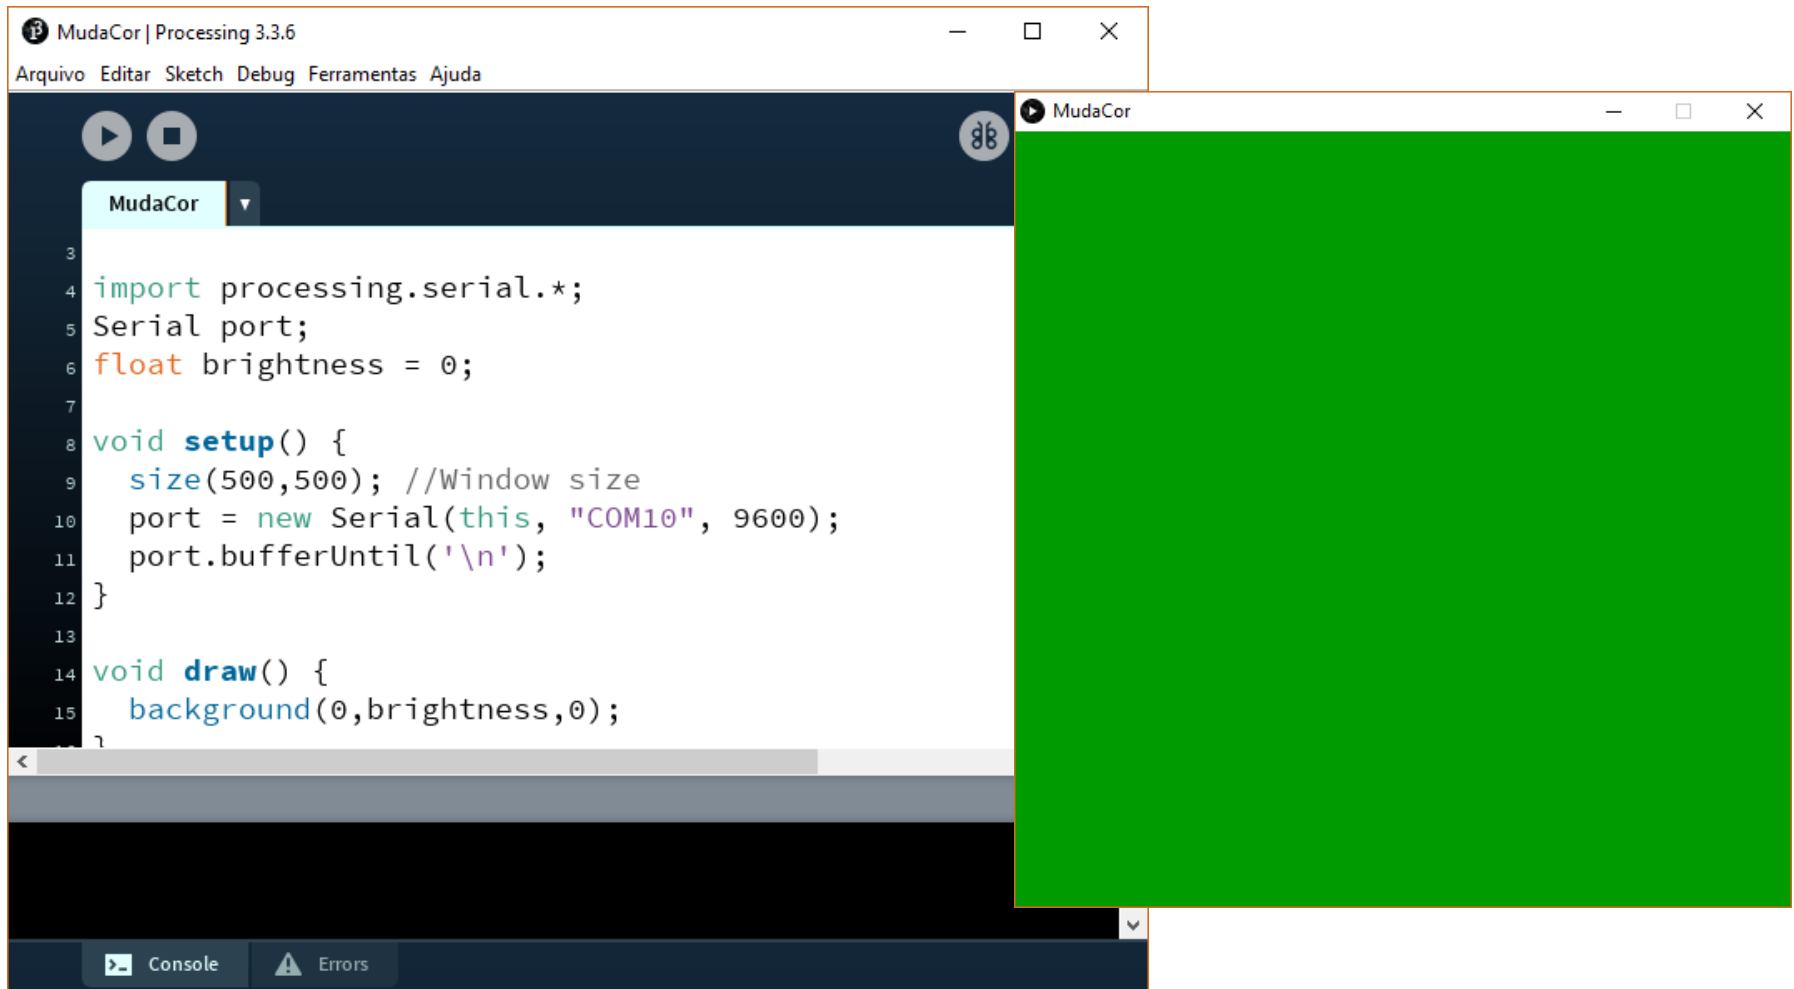 MudaCor | Processing 3.3.6
Arquivo Editar Sketch Debug Ferramentas Ajuda
MudaCor
MudaCor
3
4 import processing.serial.*;
5 Serial port;
6 float brightness = 0;
7
8 void setup() {
9 size(500,500); //Window size
10 port = new Serial(this, "COM10", 9600);
11 port.bufferUntil('\n');
12 }
13
14 void draw() {
15 background(0,brightness,0);
}
Console Errors